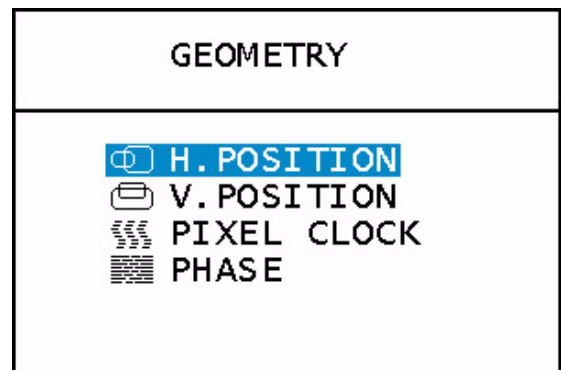 GEOMETRY
H.POSITION
V.POSITION
PIXEL CLOCK
PHASE